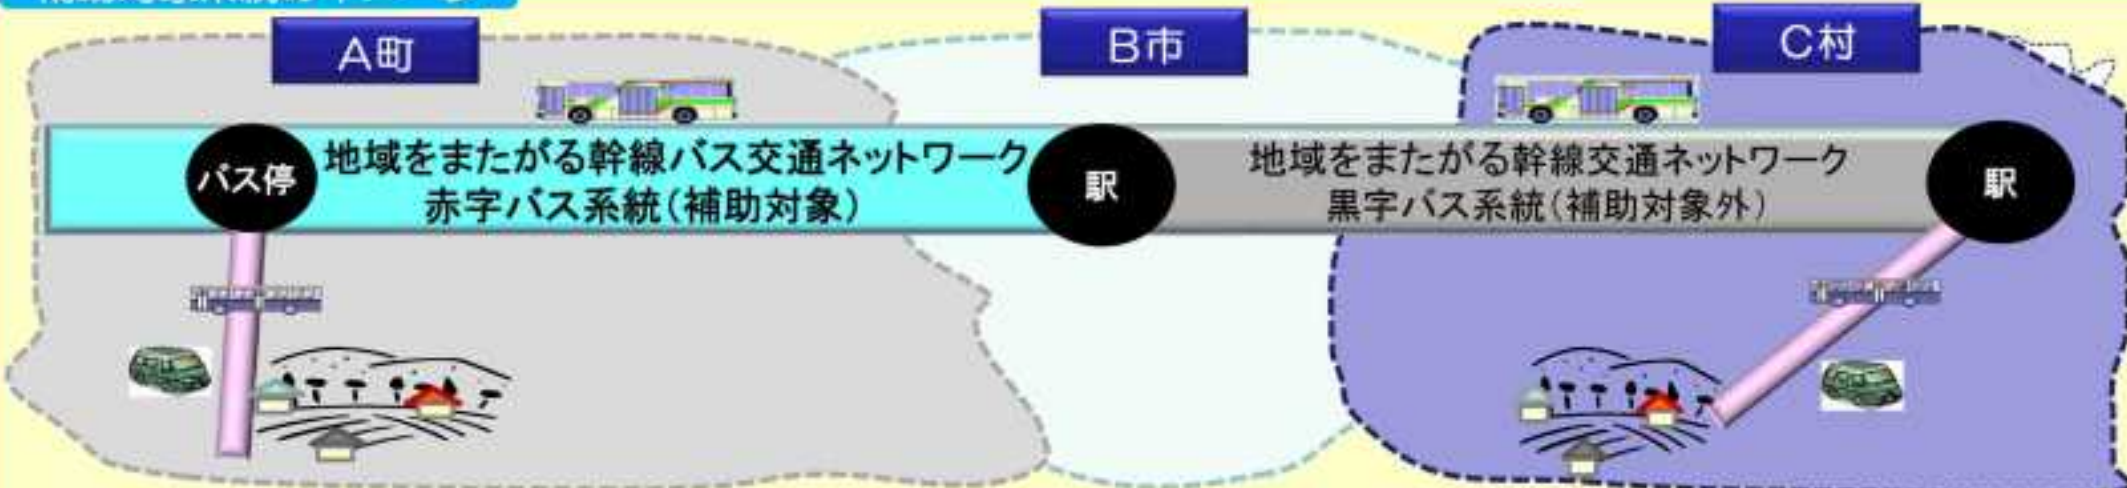 A町
B市
C村
バス停
地域をまたがる幹線バス交通ネットワーク
赤字バス系統(補助対象)
駅
地域をまたがる幹線交通ネットワーク
黒字バス系統(補助対象外)
駅